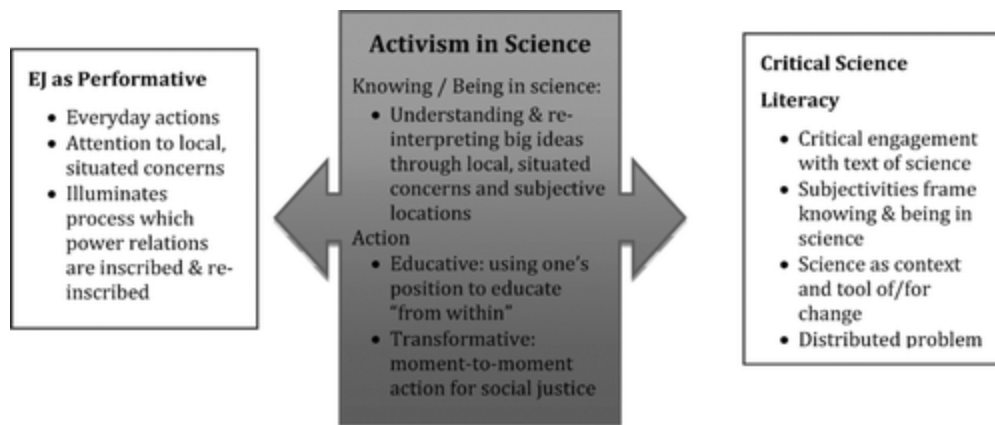 EJ as Performative
• Everyday actions
• Attention to local,
situated concerns
• Illuminates
process which
power relations
are inscribed & re-
inscribed
Activism in Science
Knowing / Being in science:
• Understanding & re-
interpreting big ideas
through local, situated
concerns and subjective
locations
Action
• Educative: using one's
position to educate
"from within"
• Transformative:
moment-to-moment
action for social justice
Critical Science
Literacy
• Critical engagement
with text of science
• Subjectivities frame
knowing & being in
science
• Science as context
and tool of/for
change
• Distributed problem